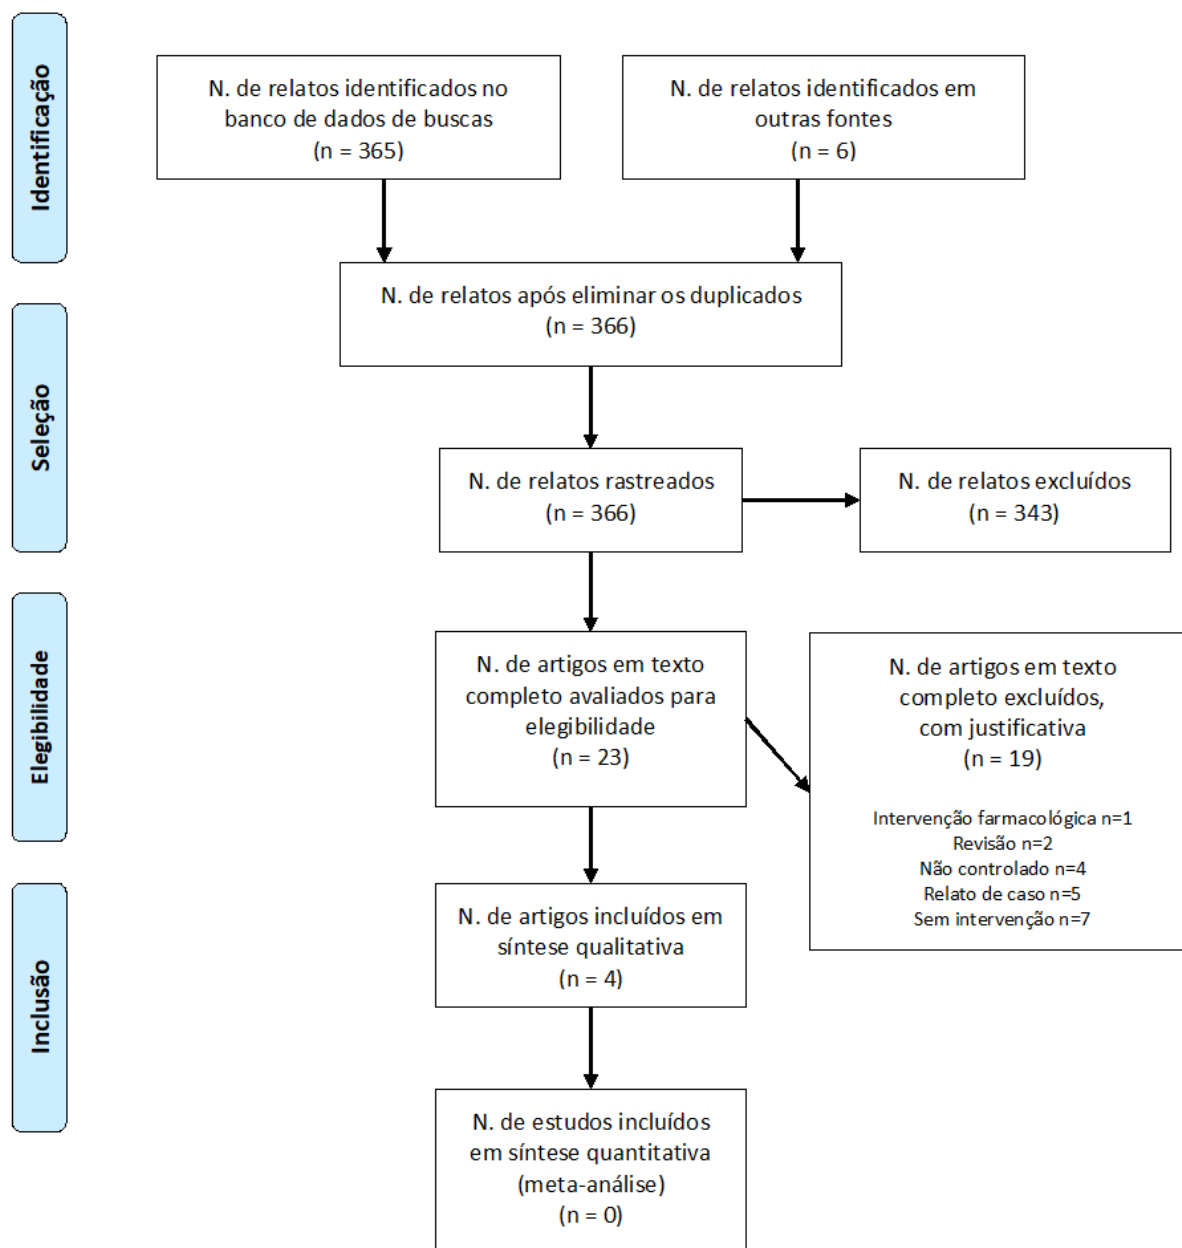 Identificação
N. de relatos identificados no
banco de dados de buscas
(n = 365)
N. de relatos identificados em
outras fontes
(n = 6)
Seleção
N. de relatos após eliminar os duplicados
(n = 366)
N. de relatos rastreados
(n = 366)
N. de relatos excluídos
(n = 343)
Elegibilidade
N. de artigos em texto
completo avaliados para
elegibilidade
(n = 23)
N. de artigos em texto
completo excluídos,
com justificativa
(n = 19)
Intervenção farmacológica n=1
Revisão n=2
Não controlado n=4
Relato de caso n=5
Sem intervenção n=7
Inclusão
N. de artigos incluídos em
síntese qualitativa
(n = 4)
N. de estudos incluídos
em síntese quantitativa
(meta-análise)
(n = 0)